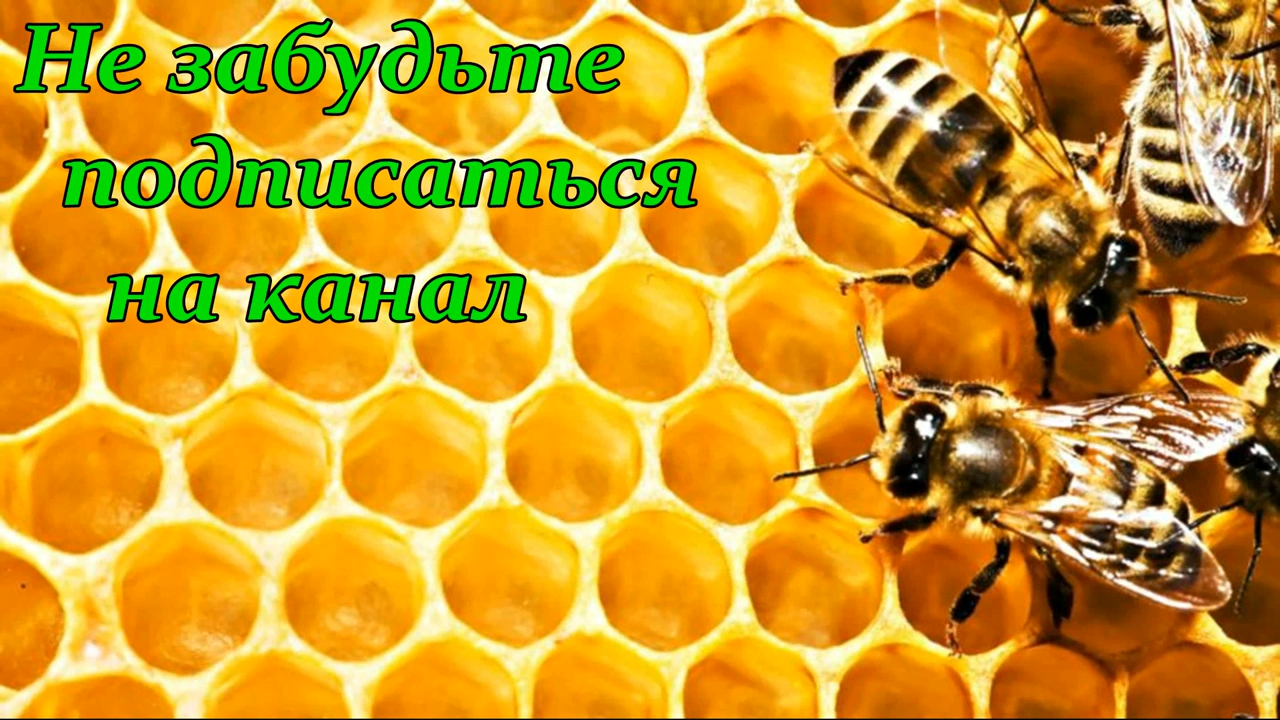 Не забудьте
подписаться
на канал